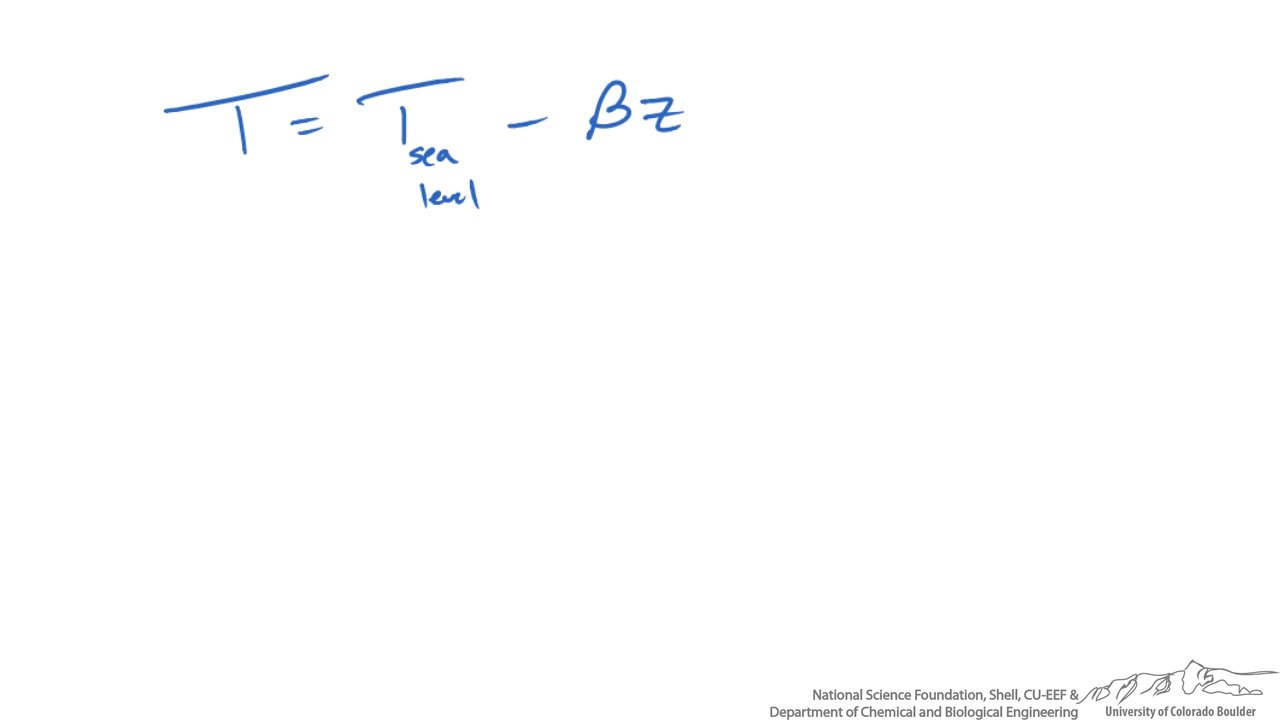 T = T sea level - βz
National Science Foundation, Shell, CU-EEF &
Department of Chemical and Biological Engineering
University of Colorado Boulder